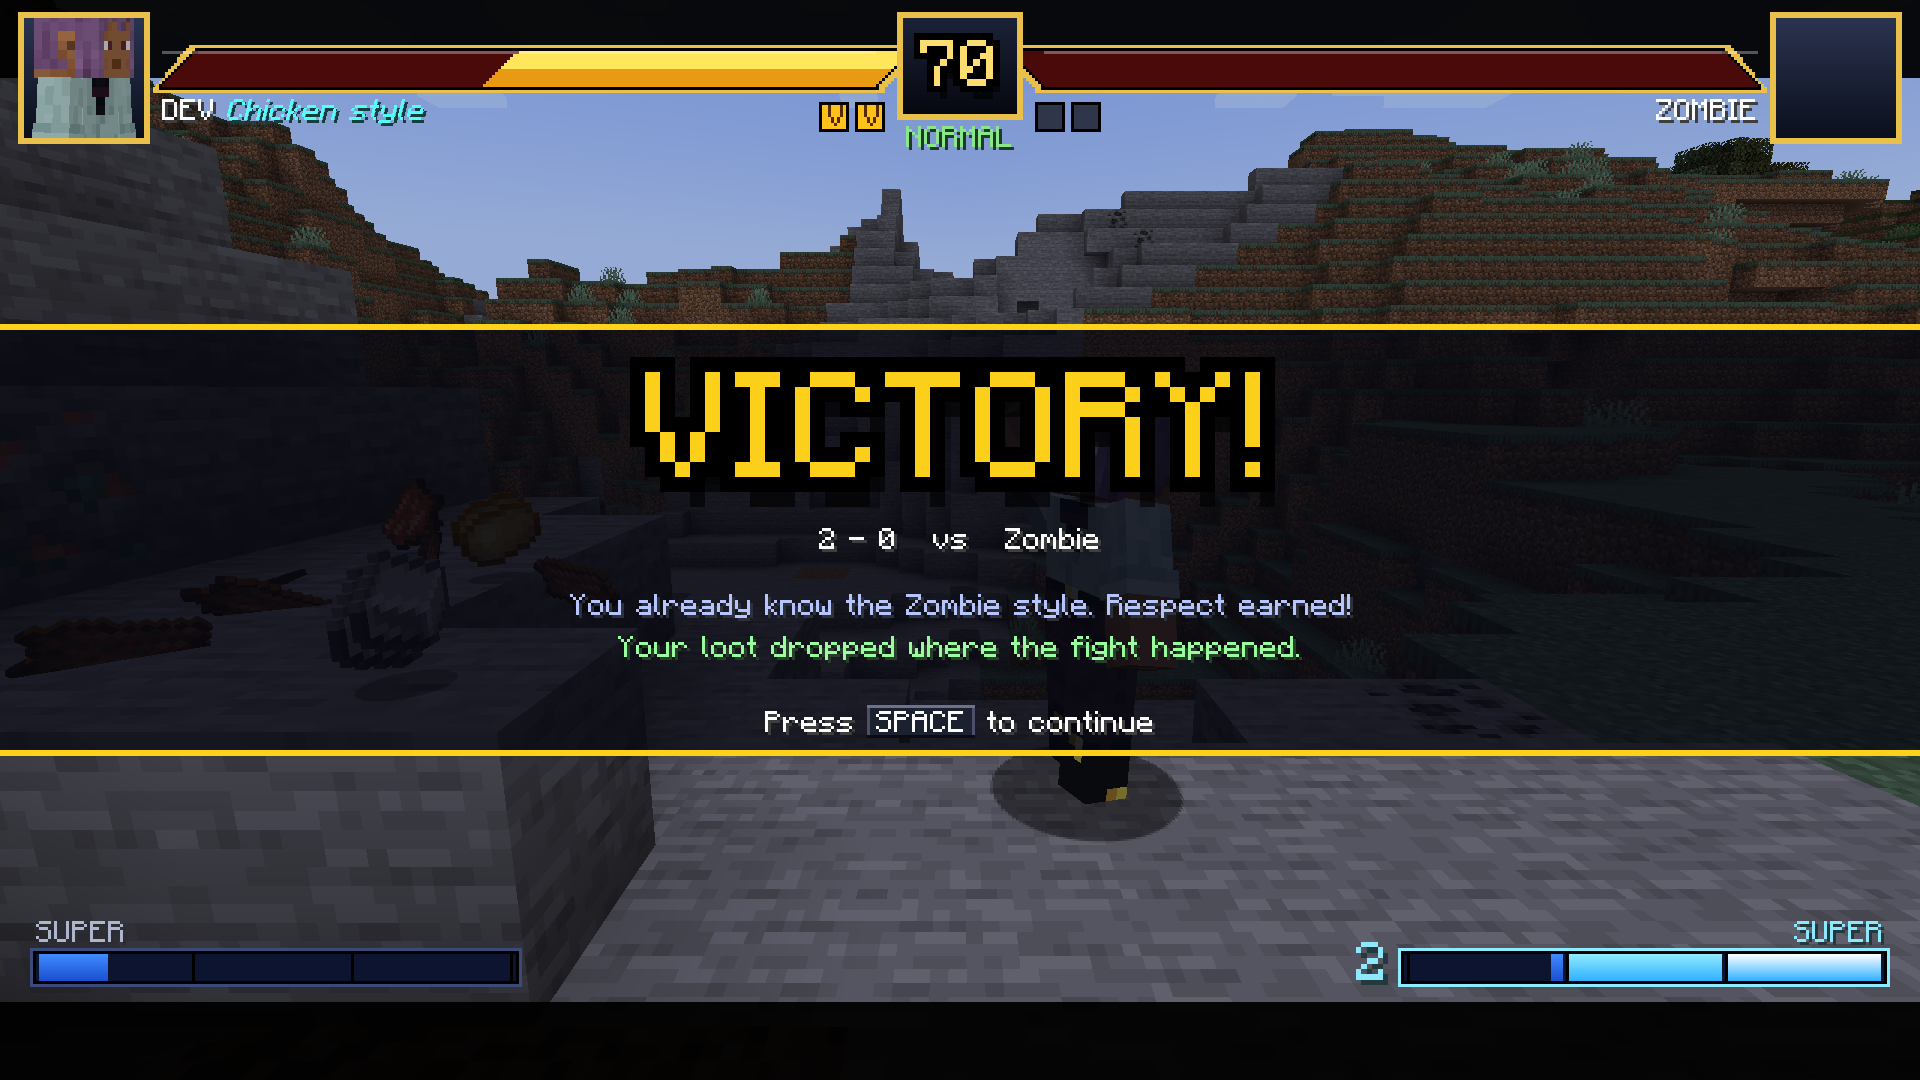 70
DEV Chicken style
V V
NORMAL
ZOMBIE
VICTORY!
2 - 0 vs Zombie
You already know the Zombie style. Respect earned!
Your loot dropped where the fight happened.
Press SPACE to continue
SUPER
2 SUPER